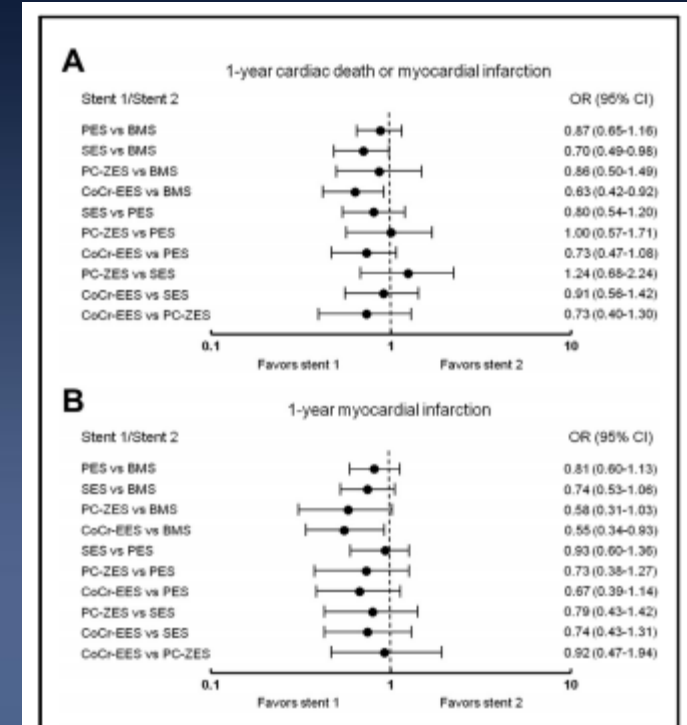 A
1-year cardiac death or myocardial infarction
Stent 1/Stent 2 OR (95% CI)
PES vs BMS 0.87 (0.65-1.16)
SES vs BMS 0.70 (0.49-0.98)
PC-ZES vs BMS 0.86 (0.50-1.49)
CoCr-EES vs BMS 0.63 (0.42-0.92)
SES vs PES 0.80 (0.54-1.20)
PC-ZES vs PES 1.00 (0.57-1.71)
CoCr-EES vs PES 0.73 (0.47-1.08)
PC-ZES vs SES 1.24 (0.68-2.24)
CoCr-EES vs SES 0.91 (0.56-1.42)
CoCr-EES vs PC-ZES 0.73 (0.40-1.30)
0.1 1 10
Favors stent 1 Favors stent 2
B
1-year myocardial infarction
Stent 1/Stent 2 OR (95% CI)
PES vs BMS 0.81 (0.60-1.13)
SES vs BMS 0.74 (0.53-1.06)
PC-ZES vs BMS 0.58 (0.31-1.03)
CoCr-EES vs BMS 0.55 (0.34-0.93)
SES vs PES 0.93 (0.60-1.36)
PC-ZES vs PES 0.73 (0.38-1.27)
CoCr-EES vs PES 0.67 (0.39-1.14)
PC-ZES vs SES 0.79 (0.43-1.42)
CoCr-EES vs SES 0.74 (0.43-1.31)
CoCr-EES vs PC-ZES 0.92 (0.47-1.94)
0.1 1 10
Favors stent 1 Favors stent 2